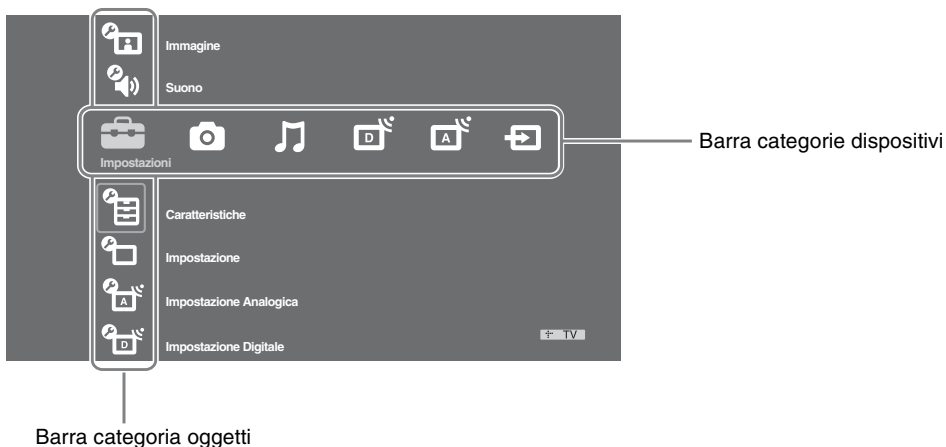 Immagine
Suono
D
A
Barra categorie dispositivi
Impostazioni
Caratteristiche
Impostazione
A
Impostazione Analogica
TV
D
Impostazione Digitale
Barra categoria oggetti